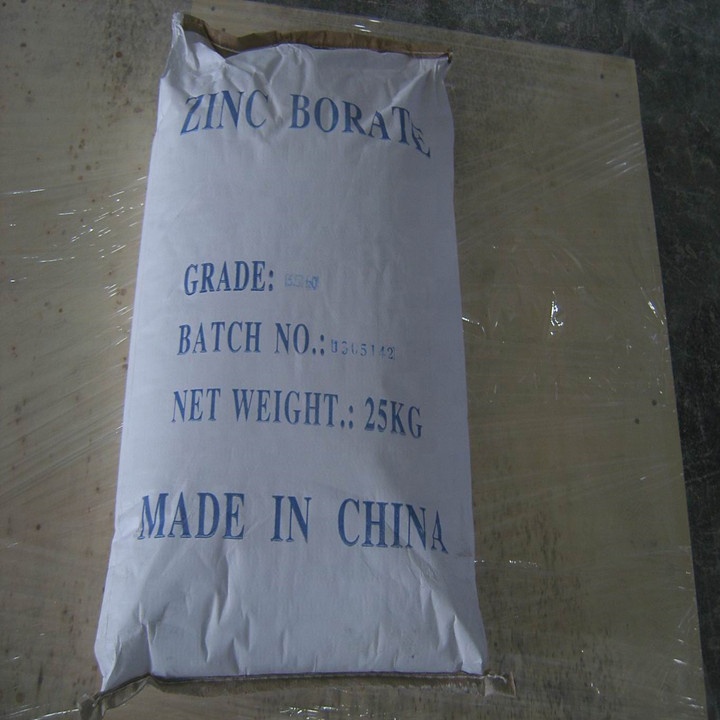 ZINC BORATE
GRADE:
BATCH NO.:
NET WEIGHT.: 25KG
MADE IN CHINA